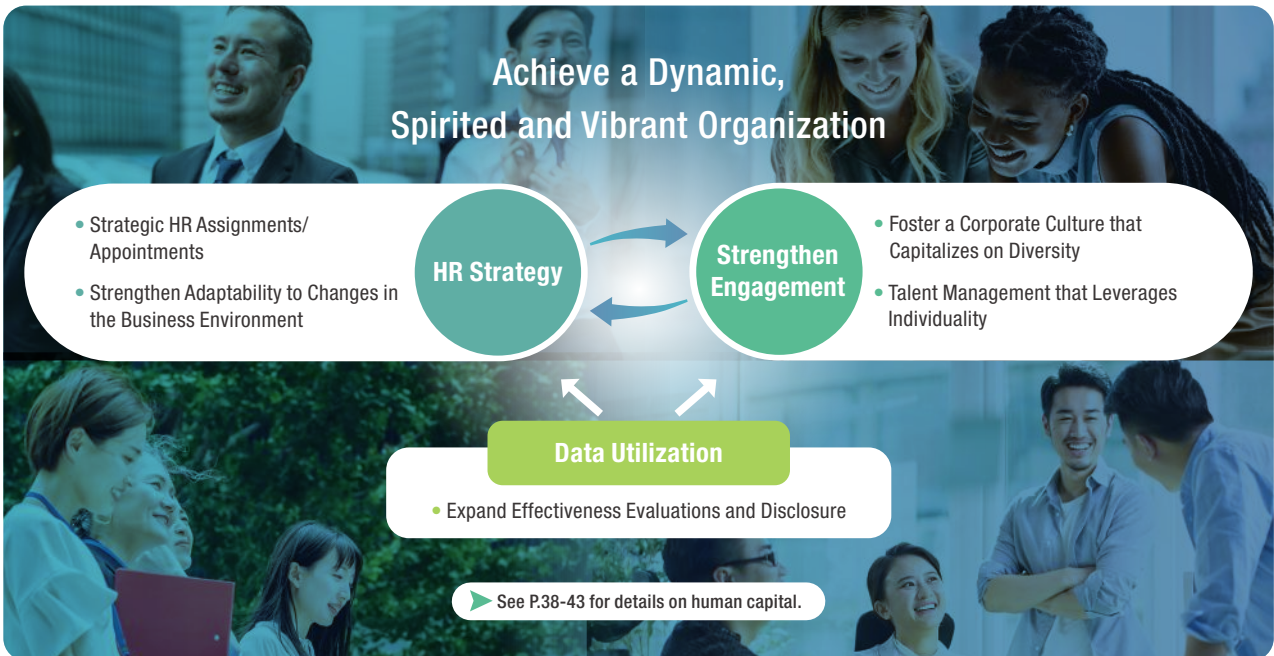 Achieve a Dynamic,
Spirited and Vibrant Organization
• Strategic HR Assignments/
Appointments
• Strengthen Adaptability to Changes in
the Business Environment
HR Strategy
Strengthen
Engagement
• Foster a Corporate Culture that
Capitalizes on Diversity
• Talent Management that Leverages
Individuality
Data Utilization
• Expand Effectiveness Evaluations and Disclosure
See P.38-43 for details on human capital.